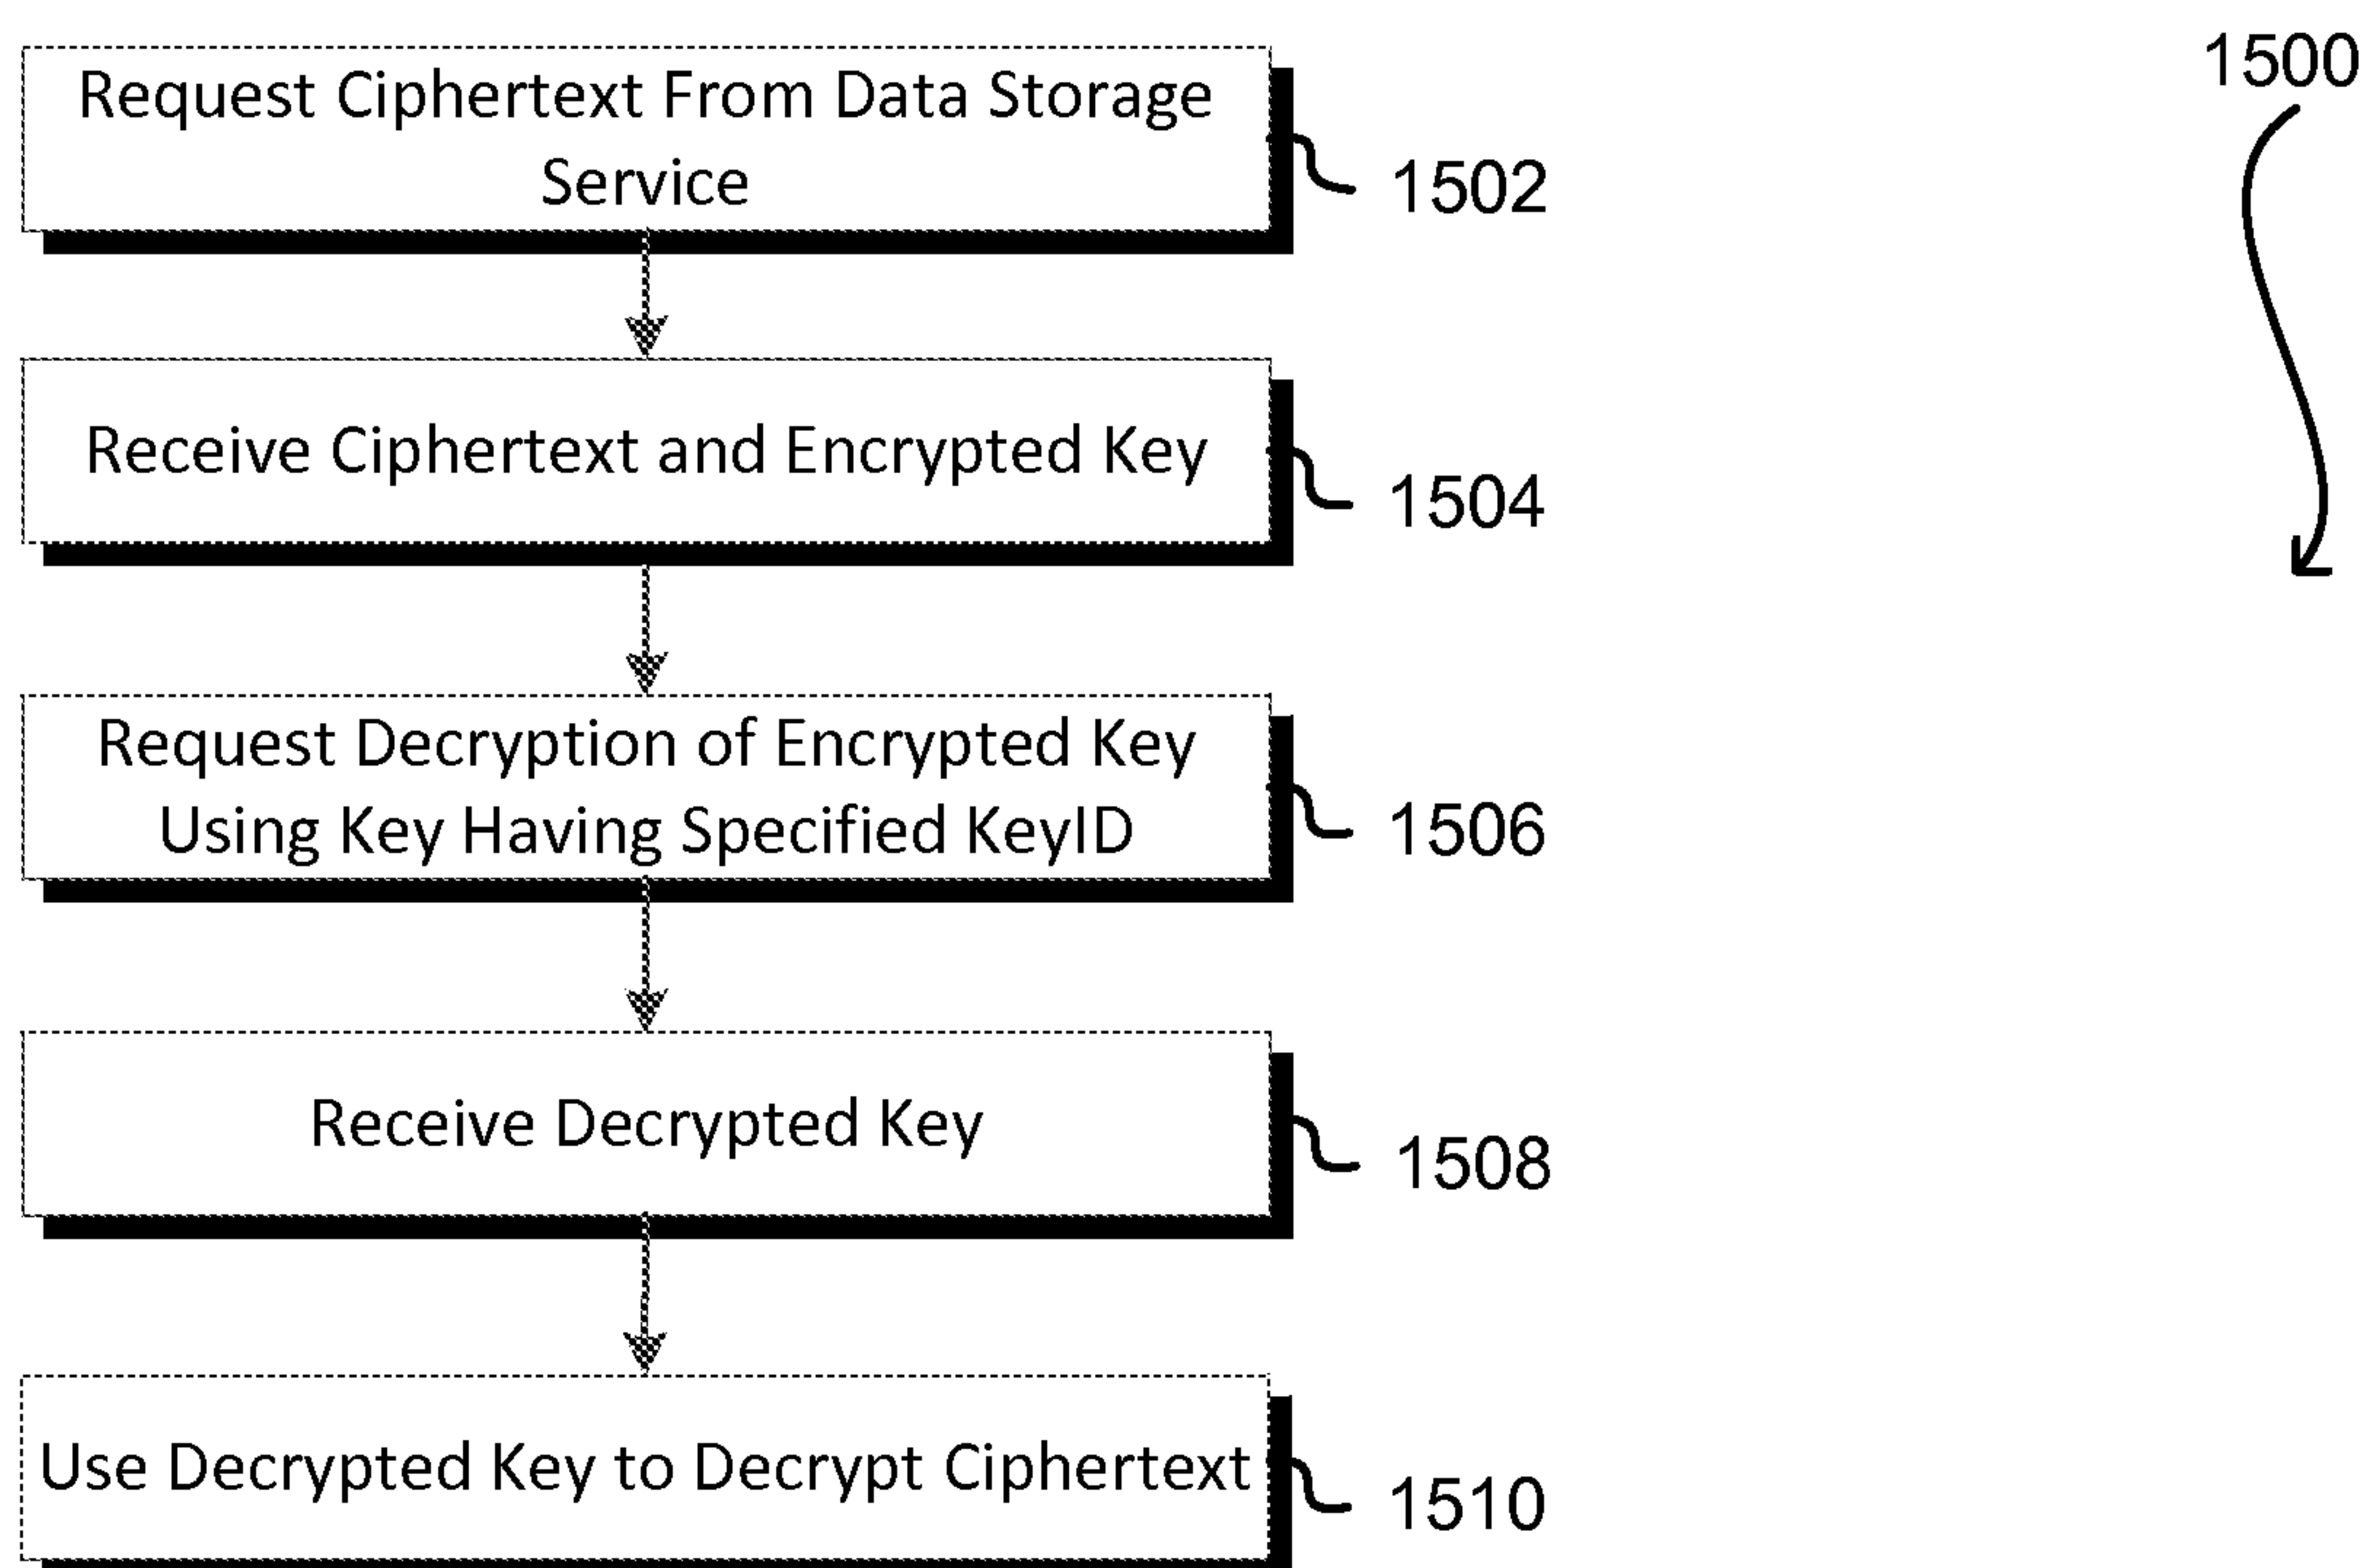 1500
Request Ciphertext From Data Storage
Service
1502
Receive Ciphertext and Encrypted Key
1504
Request Decryption of Encrypted Key
Using Key Having Specified KeyID
1506
Receive Decrypted Key
1508
Use Decrypted Key to Decrypt Ciphertext
1510